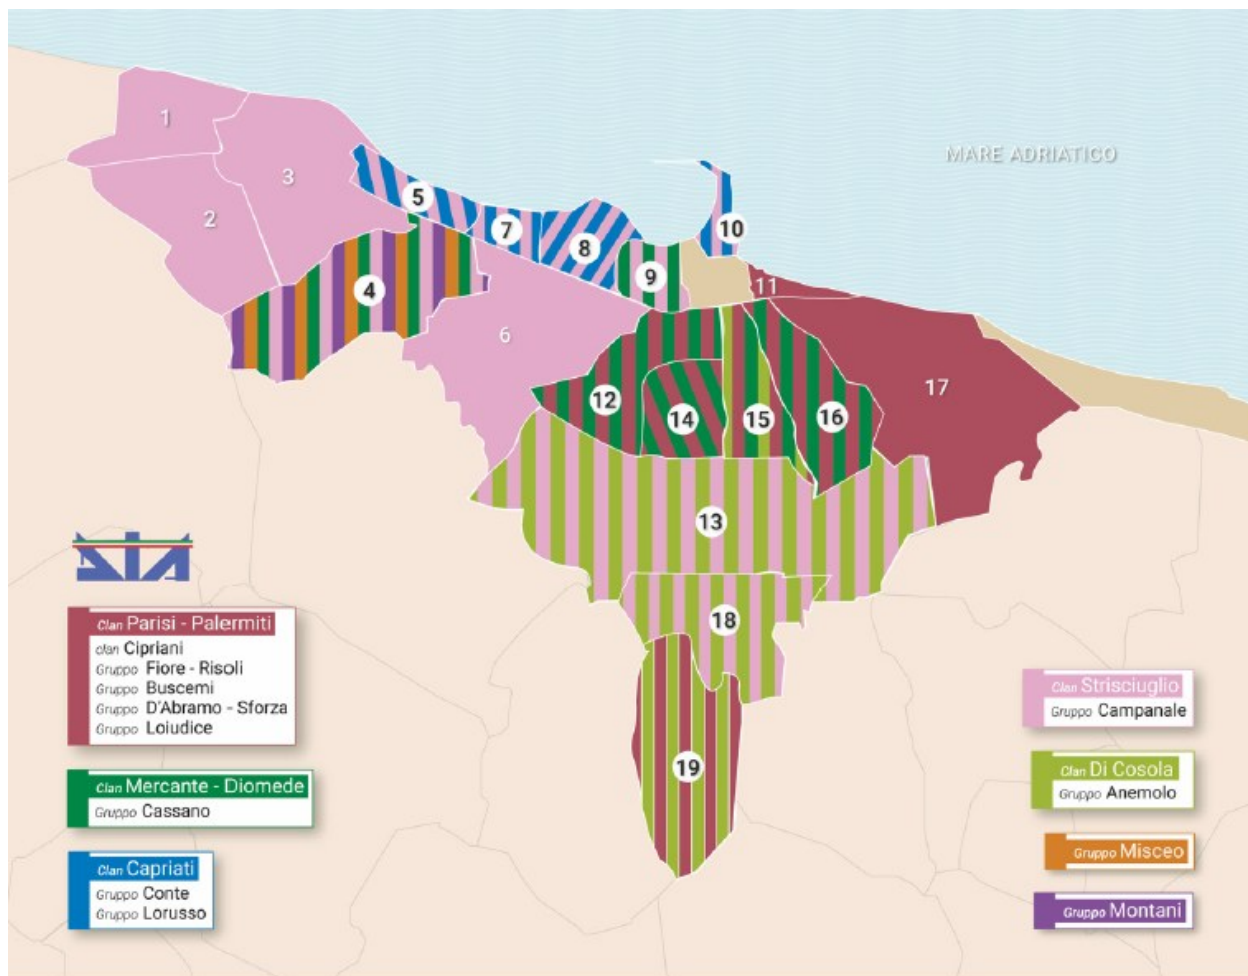 1
MARE ADRIATICO
3
5
2
7
10
8
9
11
4
6
17
12
14
15
16
13
DIA
Clan Parisi - Palermiti
clan Cipriani
Gruppo Fiore - Risoli
Gruppo Buscemi
Gruppo D'Abramo - Sforza
Gruppo Loiudice
18
Clan Strisciuglio
Gruppo Campanale
19
Clan Mercante - Diomede
Gruppo Cassano
Clan Di Cosola
Gruppo Anemolo
Clan Capriati
Gruppo Conte
Gruppo Lorusso
Gruppo Misceo
Gruppo Montani